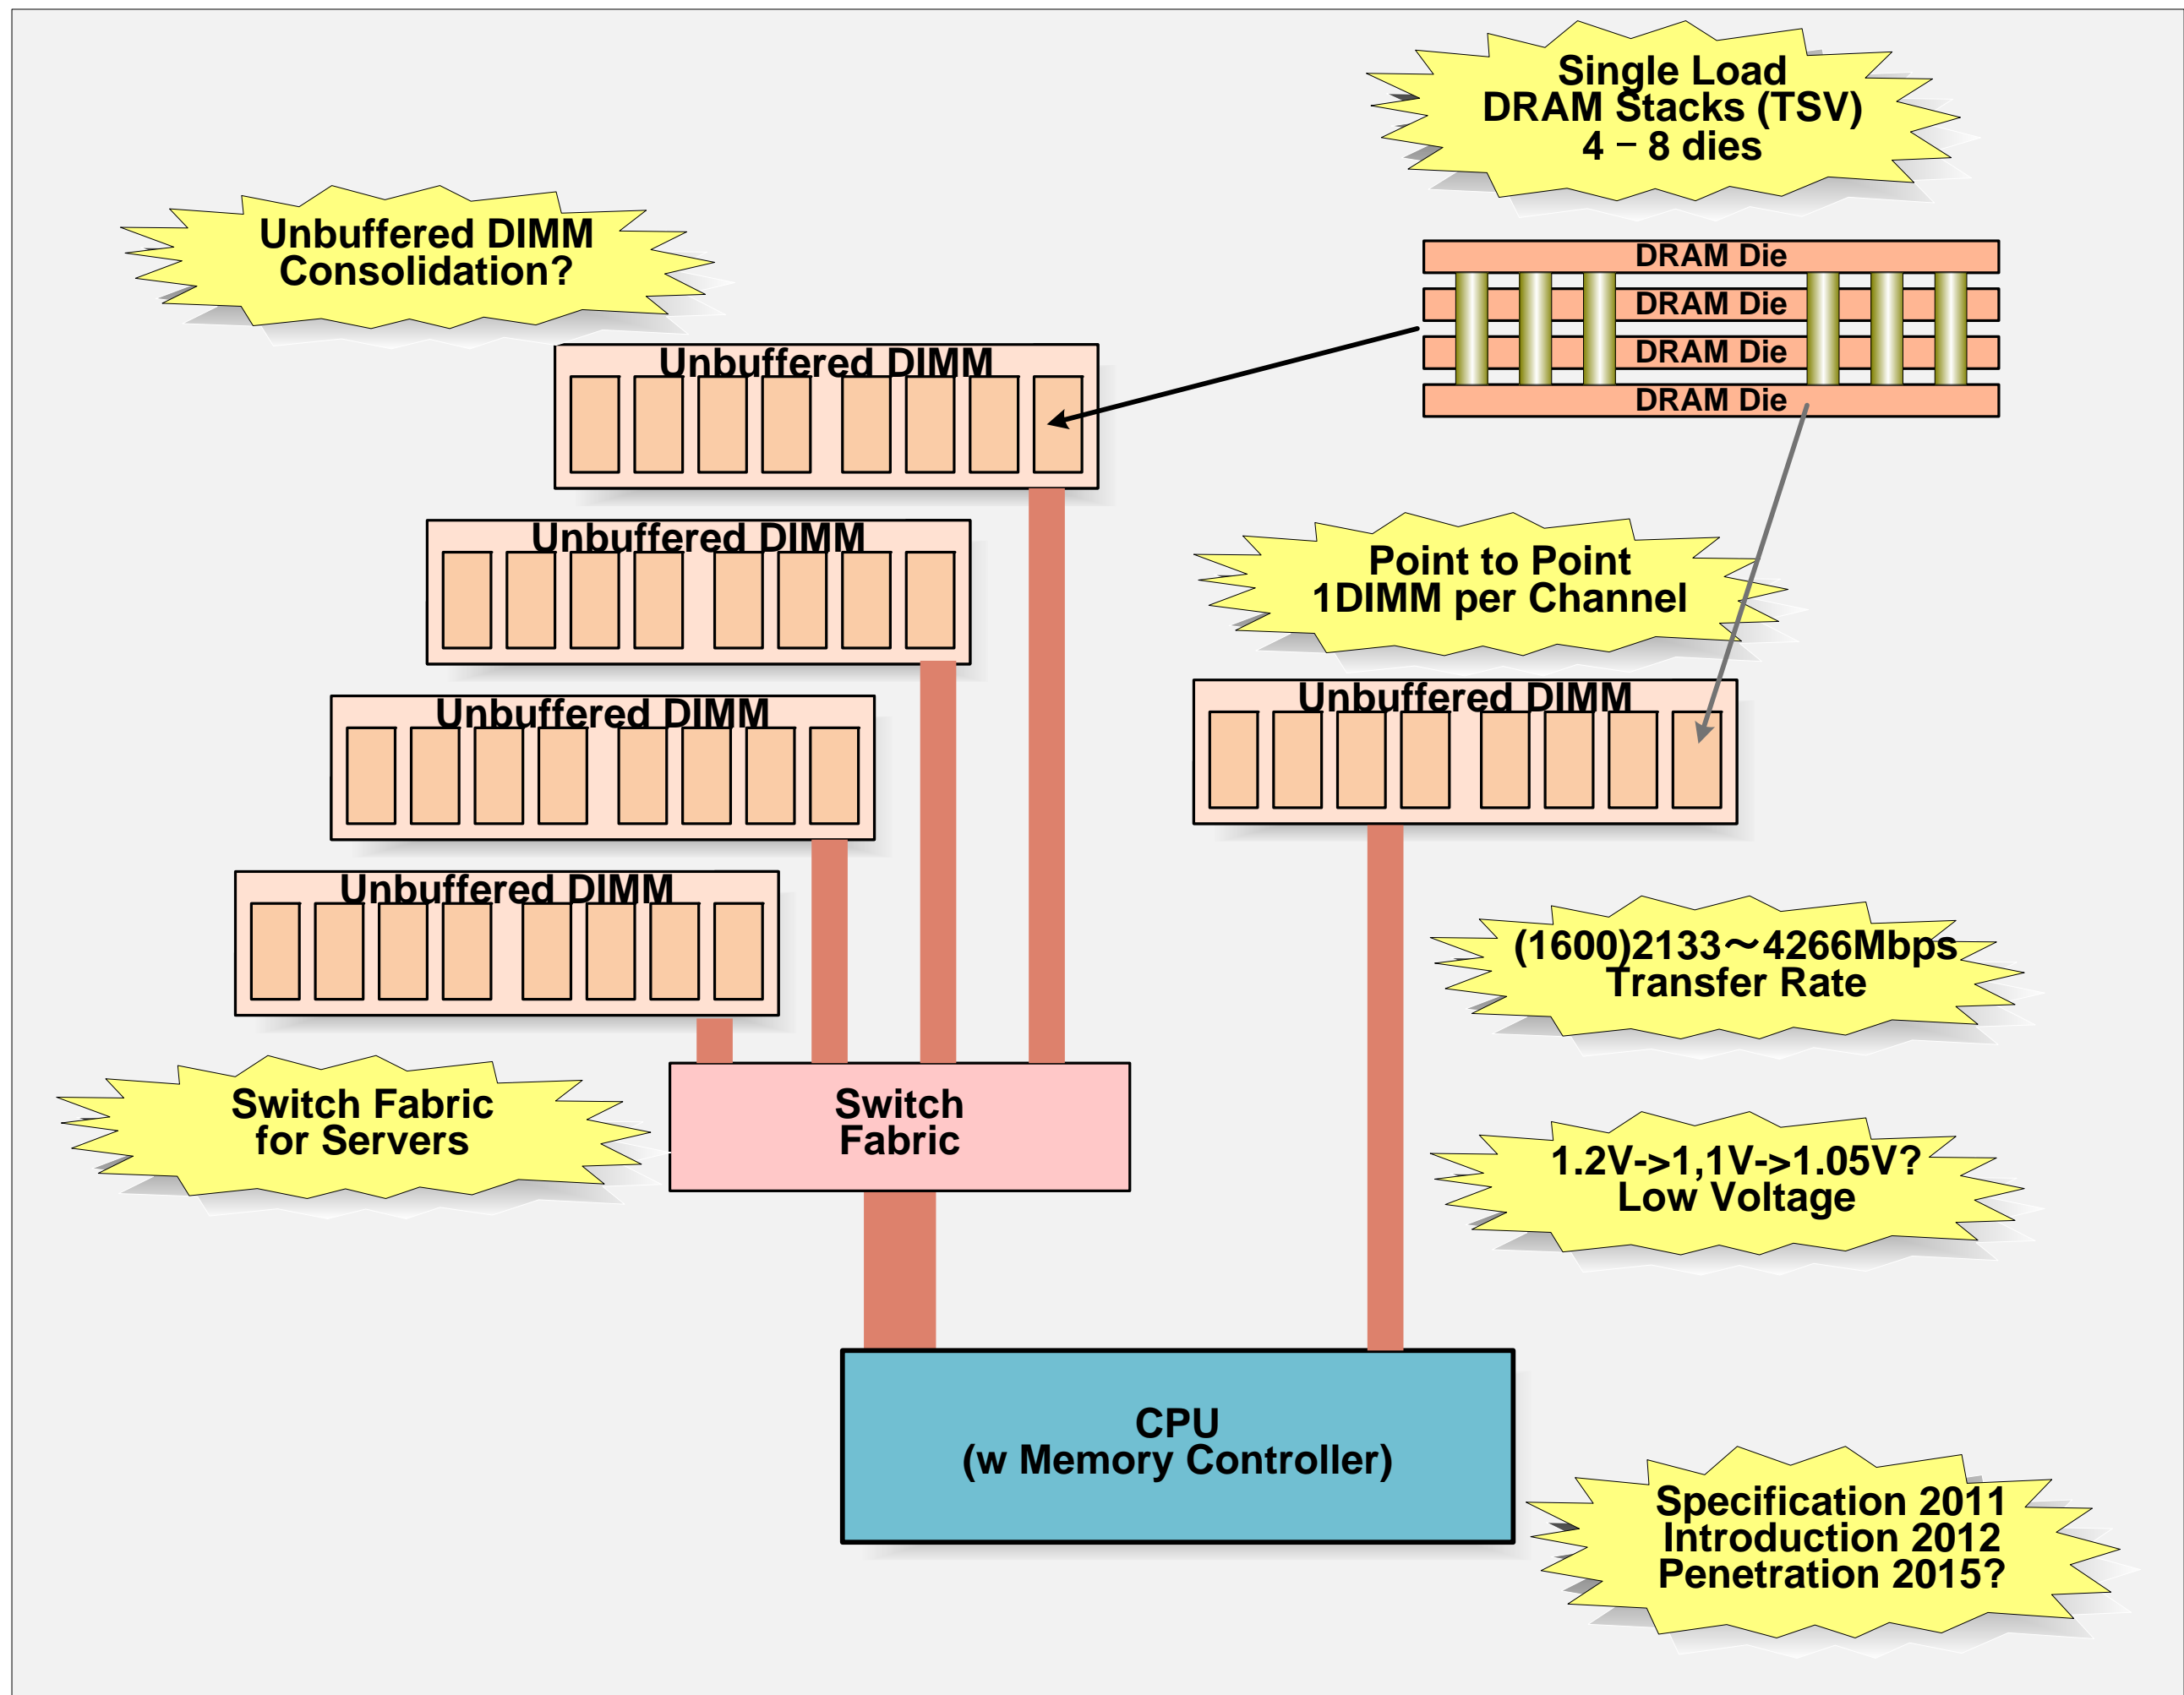 Single Load
DRAM Stacks (TSV)
4 – 8 dies
Unbuffered DIMM
Consolidation?
DRAM Die
DRAM Die
DRAM Die
DRAM Die
Unbuffered DIMM
Unbuffered DIMM
Point to Point
1DIMM per Channel
Unbuffered DIMM
Unbuffered DIMM
Unbuffered DIMM
(1600)2133～4266Mbps
Transfer Rate
Switch Fabric
for Servers
Switch
Fabric
1.2V->1,1V->1.05V?
Low Voltage
CPU
(w Memory Controller)
Specification 2011
Introduction 2012
Penetration 2015?